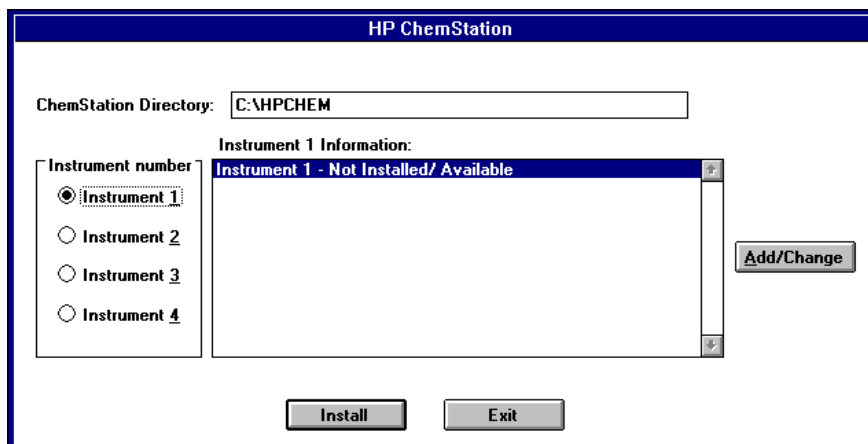 HP ChemStation
ChemStation Directory: C:\HPCHEM
Instrument 1 Information:
Instrument number
Instrument 1 - Not Installed/ Available
Instrument 1
Instrument 2
Instrument 3
Instrument 4
Add/Change
Install Exit